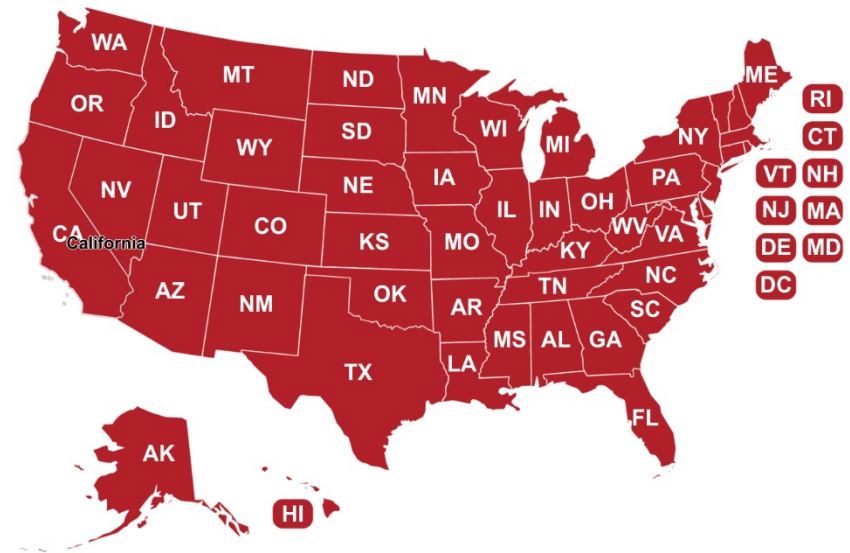 WA
MT
ND
MN
ME
OR
ID
WY
SD
WI
MI
NY
RI
CT
VT
NH
NV
UT
CO
NE
IA
IL
IN
OH
PA
NJ
MA
CA
California
KS
MO
KY
WV
VA
DE
MD
DC
AZ
NM
OK
AR
TN
NC
SC
TX
LA
MS
AL
GA
FL
AK
HI